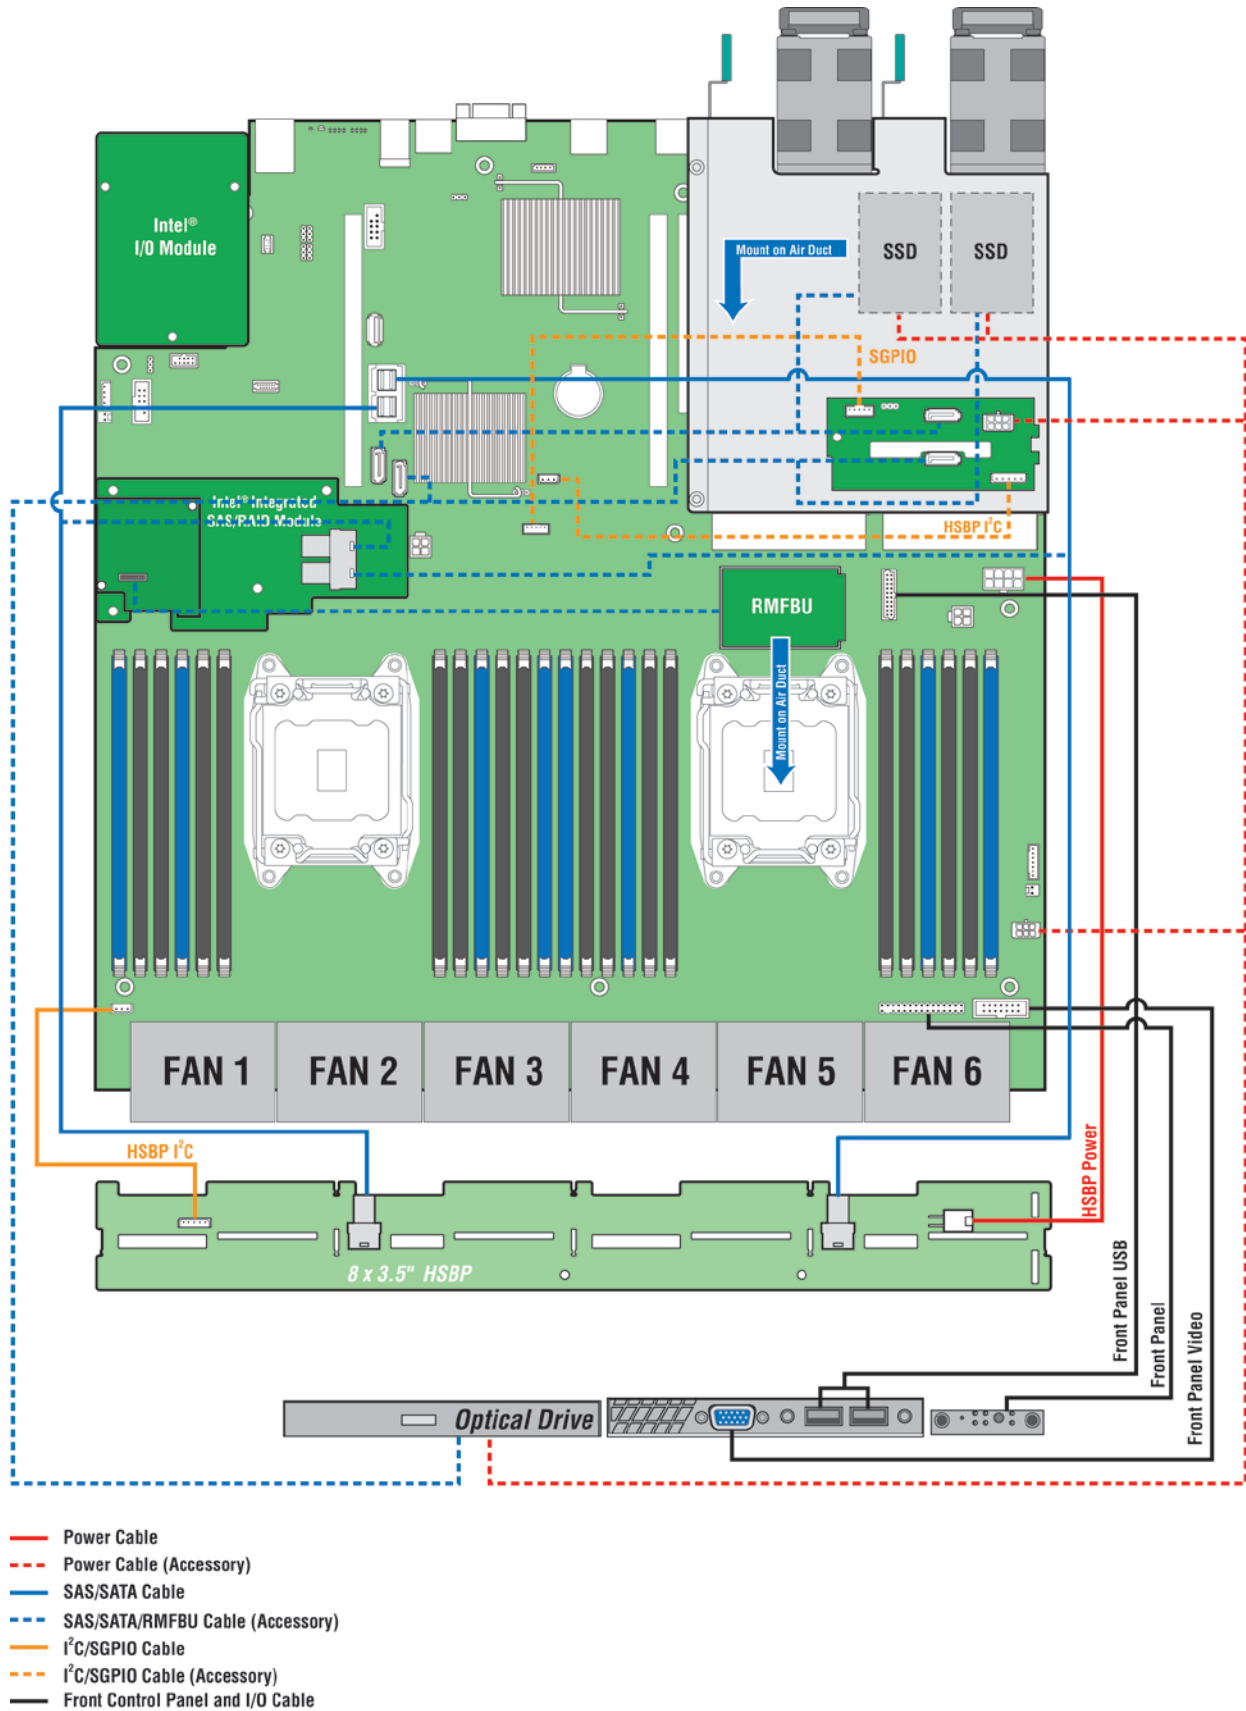 Intel®
I/O Module
Mount on Air Duct
SSD
SSD
SGPIO
Intel® Integrated
SAS/RAID Module
HSBP I²C
RMFBU
Mount on Air Duct
FAN 1
FAN 2
FAN 3
FAN 4
FAN 5
FAN 6
HSBP I²C
HSBP Power
8 x 3.5" HSBP
Front Panel USB
Front Panel
Front Panel Video
Optical Drive
Power Cable
Power Cable (Accessory)
SAS/SATA Cable
SAS/SATA/RMFBU Cable (Accessory)
I²C/SGPIO Cable
I²C/SGPIO Cable (Accessory)
Front Control Panel and I/O Cable